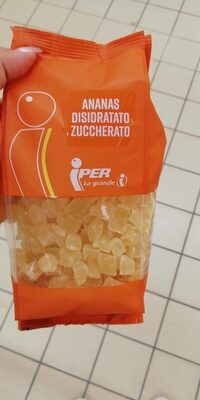 ANANAS
DISIDRATATO
ZUCCHERATO
iPER
La grande i